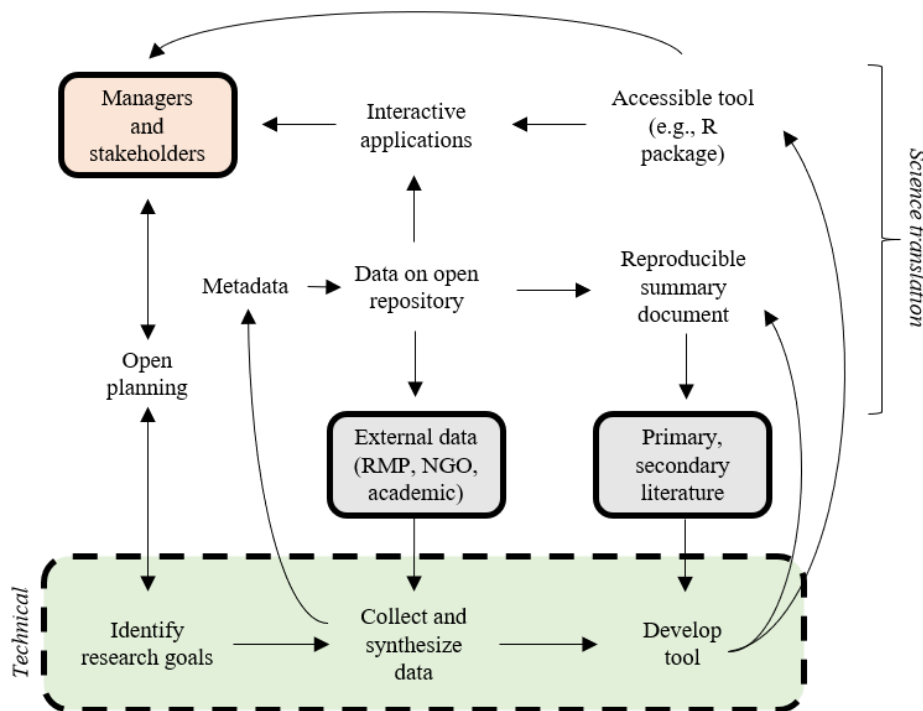 Managers
and
stakeholders
Interactive
applications
Accessible tool
(e.g., R
package)
Science translation
Metadata
Data on open
repository
Reproducible
summary
document
Open
planning
External data
(RMP, NGO,
academic)
Primary,
secondary
literature
Technical
Identify
research goals
Collect and
synthesize
data
Develop
tool